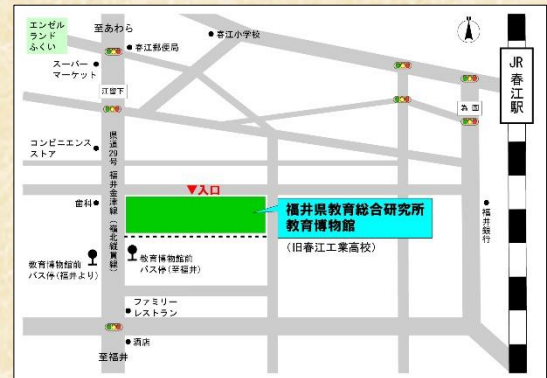 エンゼル
ランド
ふくい
至あわら
春江郵便局
春江小学校
スーパー
マーケット
江留下
JR
春江駅
為国
コンビニエンス
ストア
県道29号 福井金津線(福北縦貫線)
▼入口
歯科
福井県教育総合研究所
教育博物館
(旧春江工業高校)
福井銀行
教育博物館前
バス停(福井より)
教育博物館前
バス停(至福井)
ファミリー
レストラン
酒店
至福井